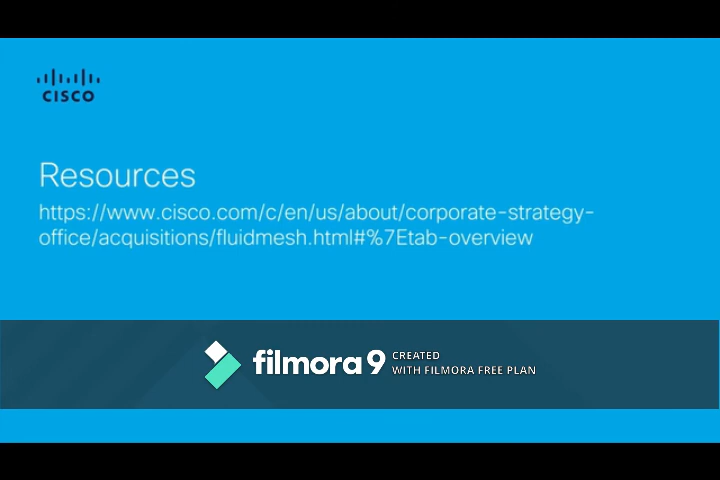 CISCO
Resources
https://www.cisco.com/c/en/us/about/corporate-strategy-
office/acquisitions/fluidmesh.html#%7Etab-overview
filmora 9 CREATED
WITH FILMORA FREE PLAN